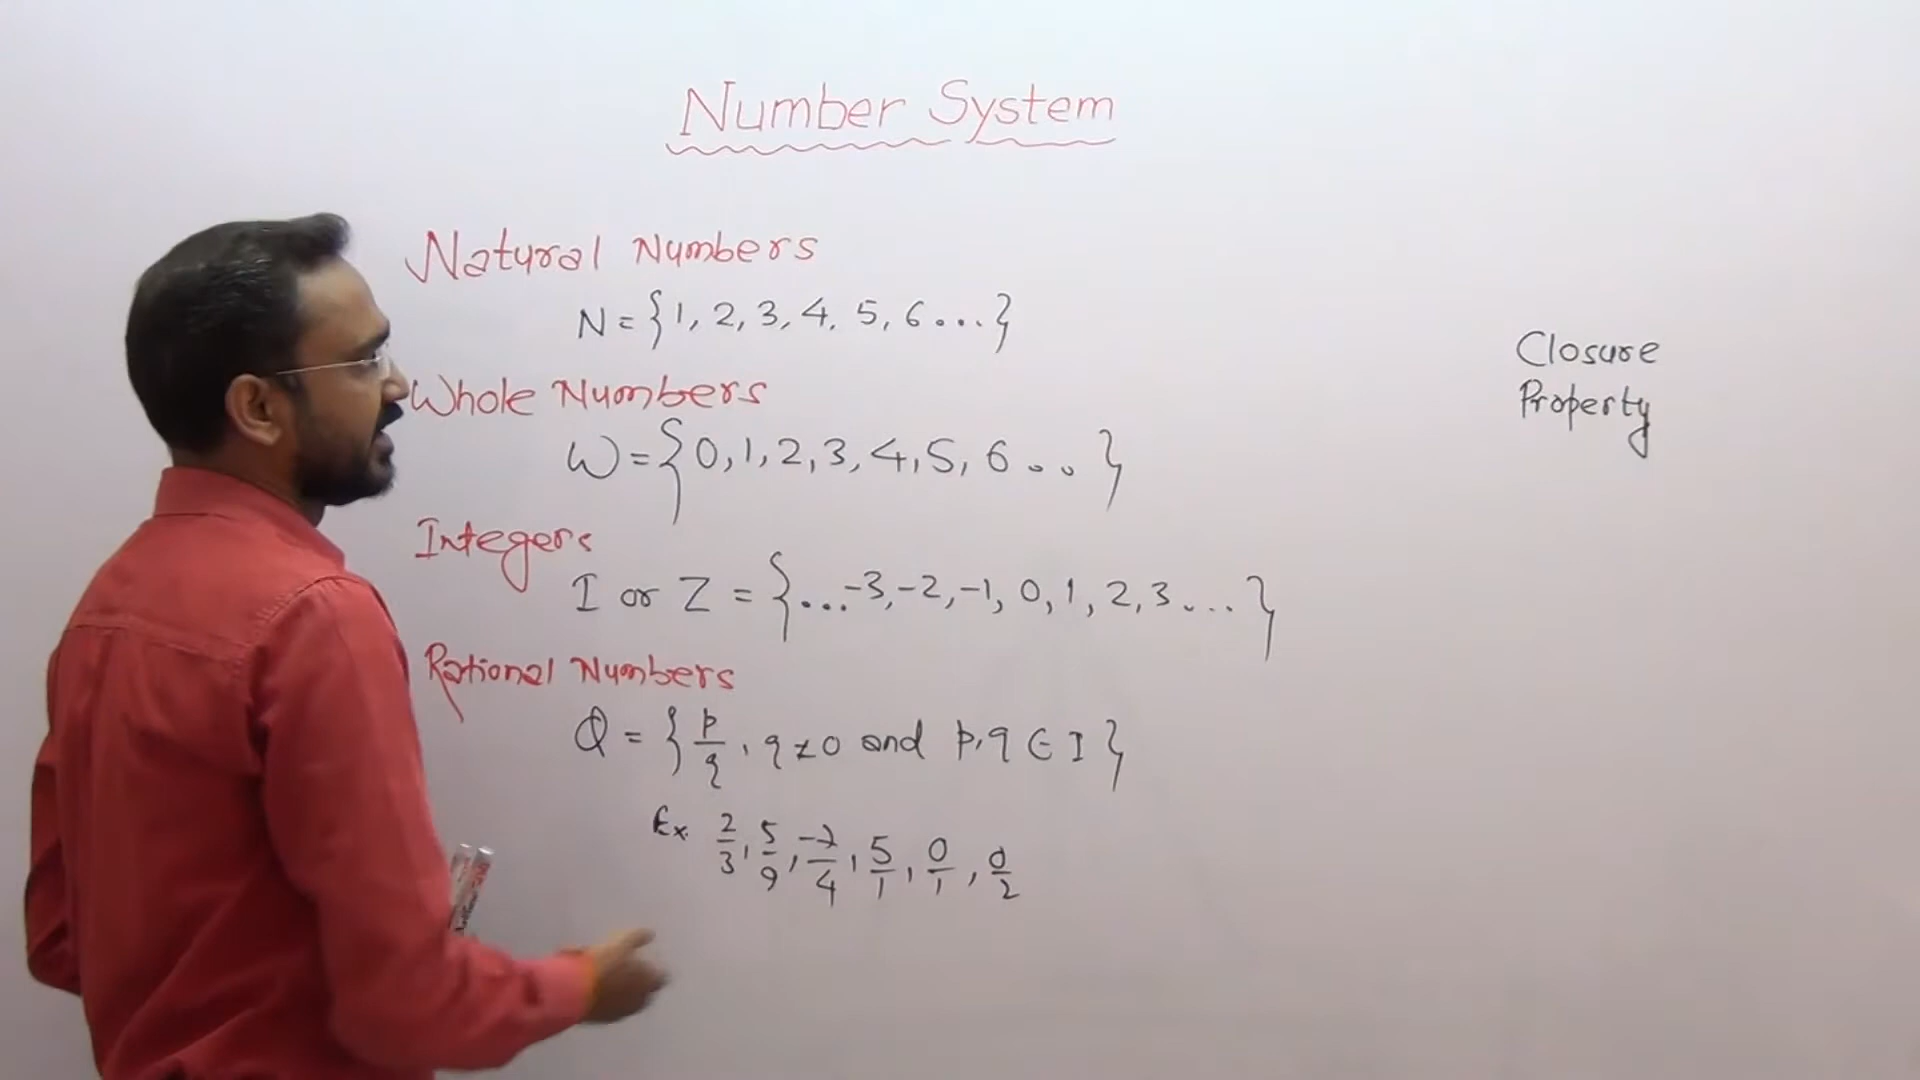 Number System
Natural Numbers
N = {1, 2, 3, 4, 5, 6 ...}
Closure
Property
Whole Numbers
W = {0, 1, 2, 3, 4, 5, 6 ...}
Integers
I or Z = {...-3, -2, -1, 0, 1, 2, 3 ....}
Rational Numbers
Q = {p/q, q≠0 and p,q ∈ I}
Ex. 2/3, 5/9, -2/4, 5/1, 0/1, 0/2